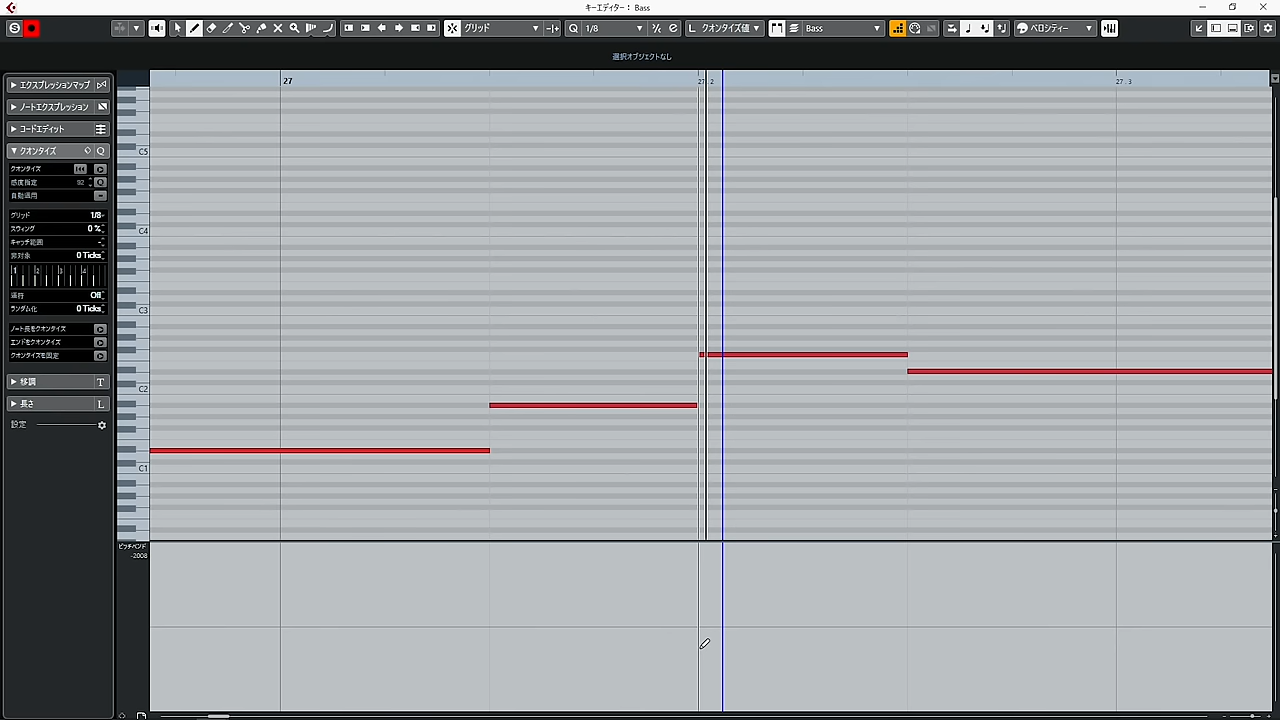 キーエディター： Bass
グリッド
Q 1/8
L クオンタイズ値
Bass
ベロシティー
選択オブジェクトなし
27
27. 2
27. 3
エクスプレッションマップ
ノートエクスプレッション
コードエディット
クオンタイズ Q
クオンタイズ
感度指定 92 Q
自動適用
グリッド 1/8
スウィング 0 %
キャッチ範囲 -
非対象 0 Ticks
1 2 3 4
連行 Off
ランダム化 0 Ticks
ノート長をクオンタイズ
エンドをクオンタイズ
クオンタイズを固定
移調 T
長さ L
設定
C5
C4
C3
C2
C1
ピッチベンド
-2008